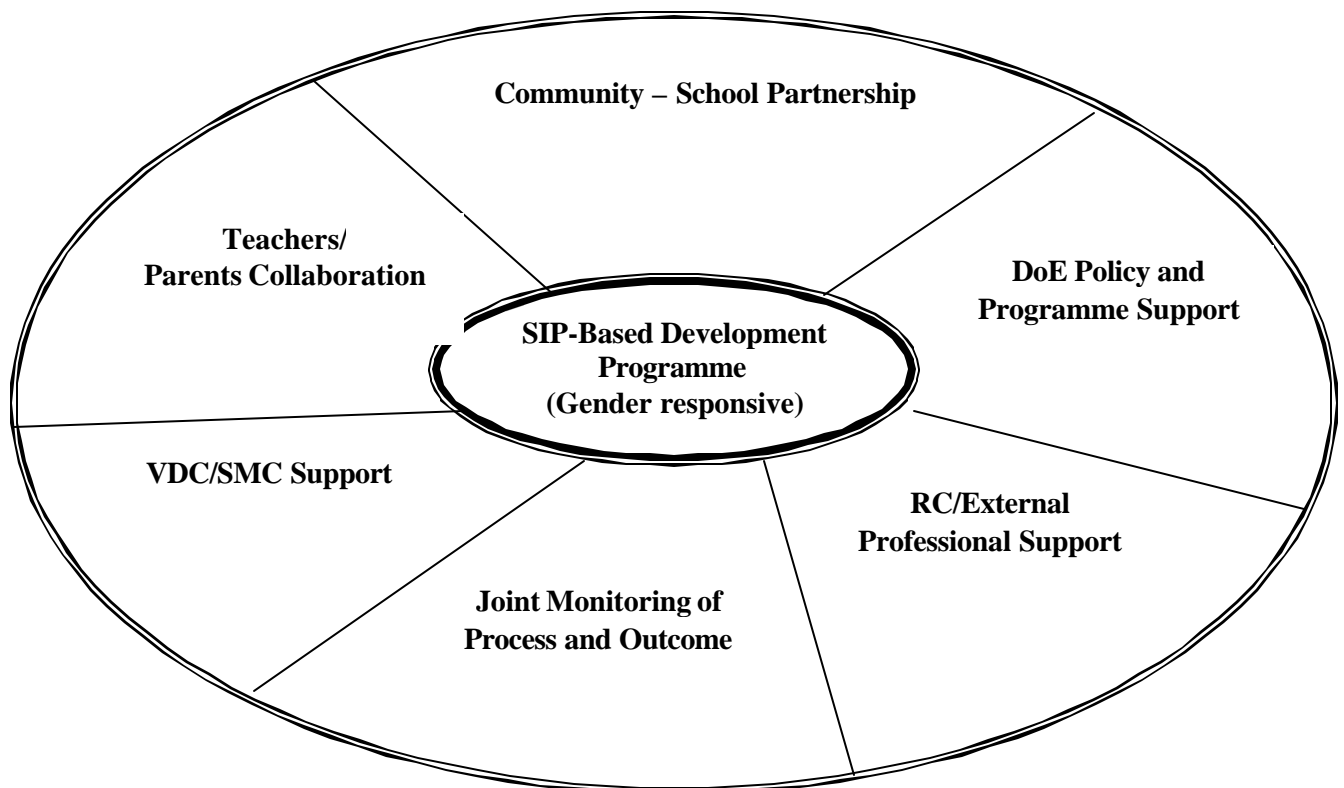 Community – School Partnership
Teachers/
Parents Collaboration
DoE Policy and
Programme Support
SIP-Based Development
Programme
(Gender responsive)
VDC/SMC Support
RC/External
Professional Support
Joint Monitoring of
Process and Outcome